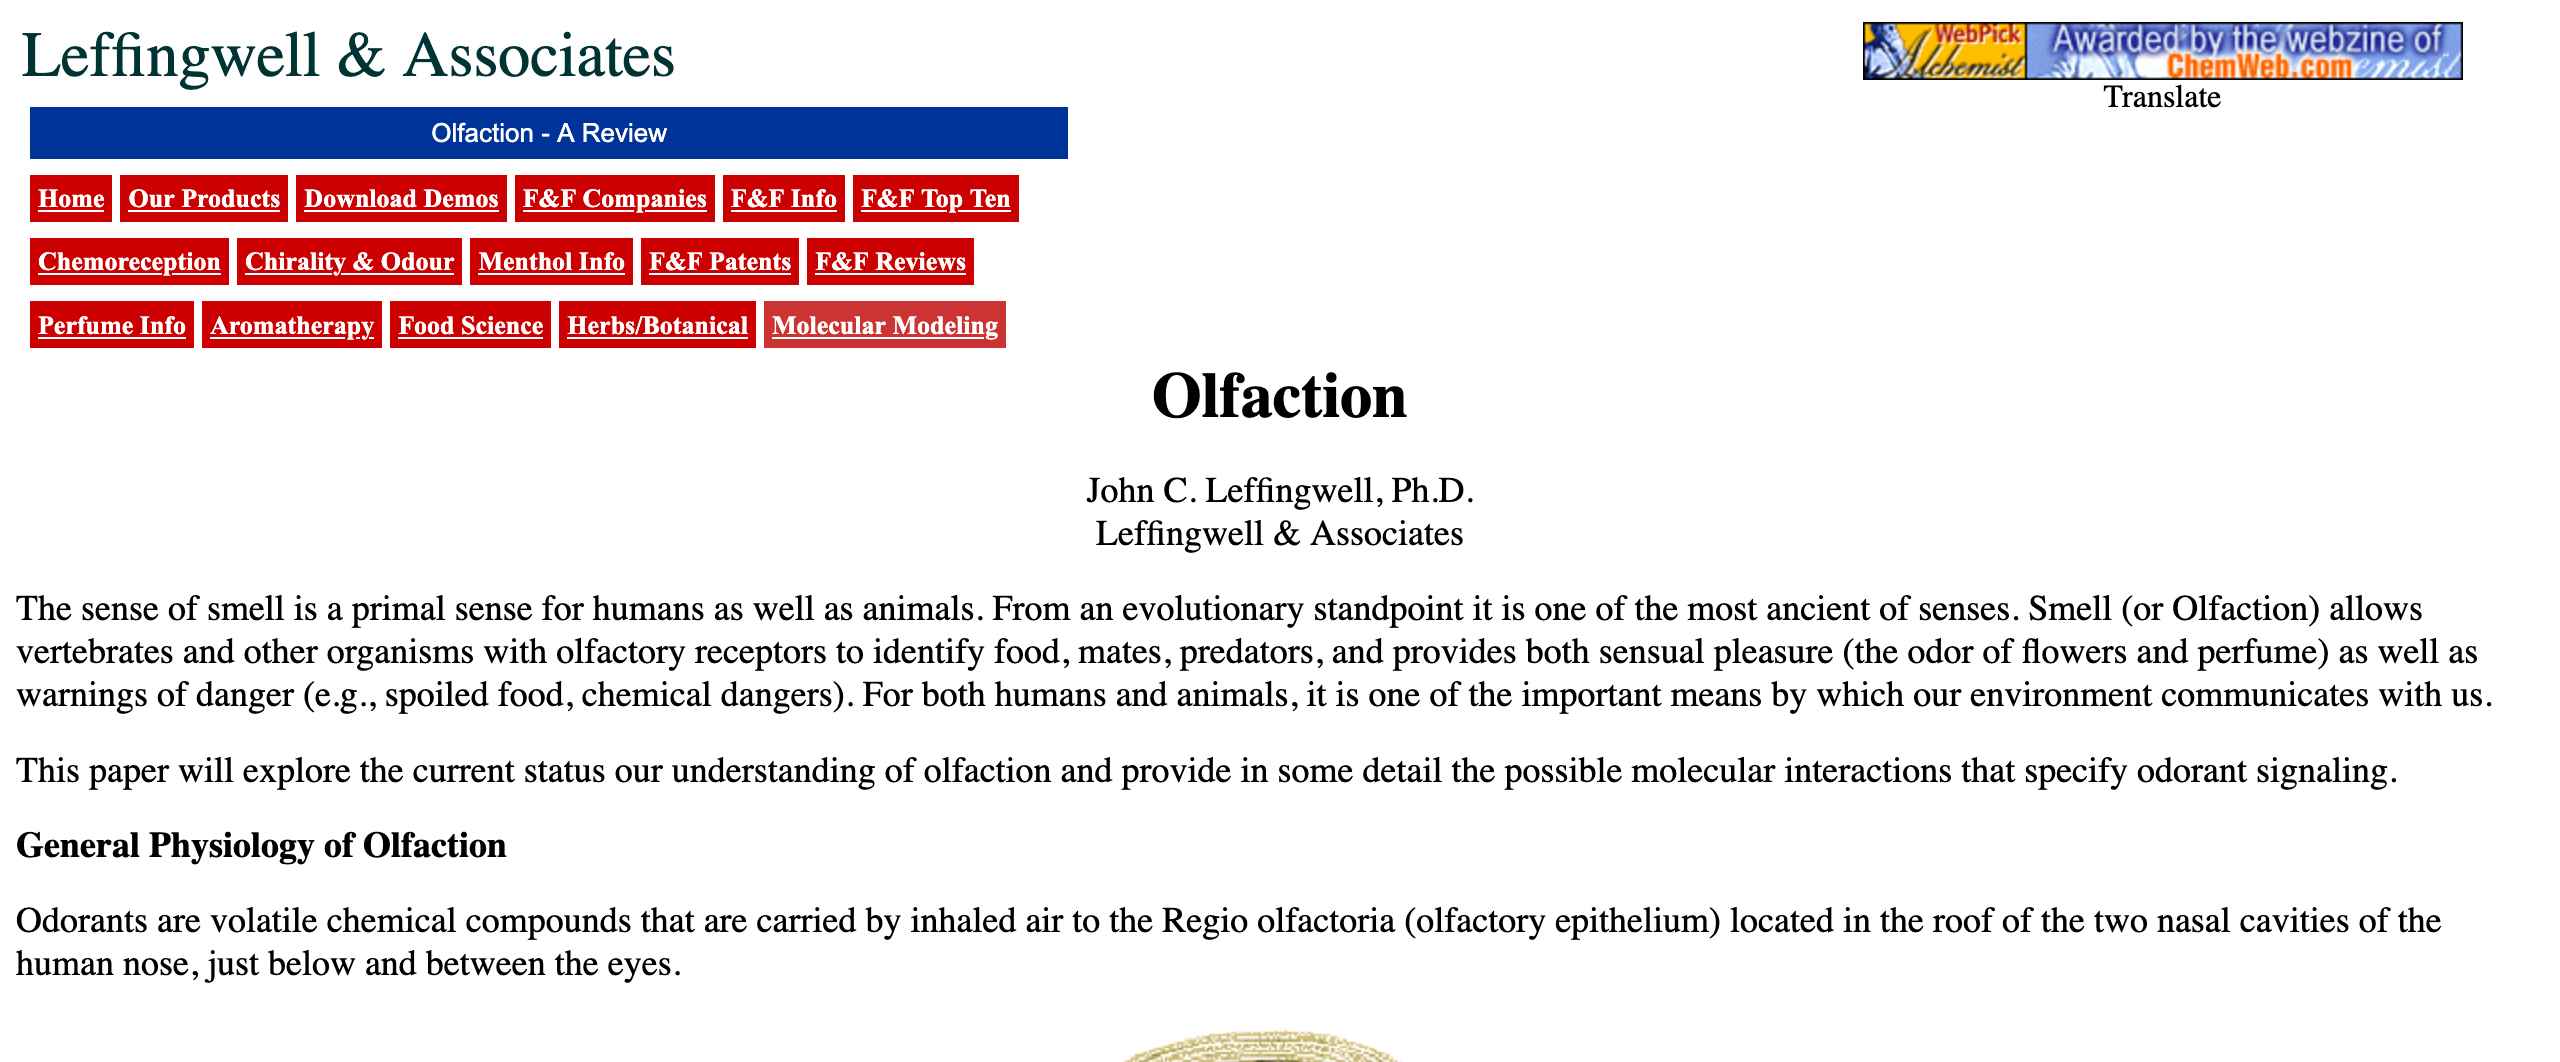 Leffingwell & Associates
WebPick
Alchemist
Awarded by the webzine of
ChemWeb.com
Translate
Olfaction - A Review
Home Our Products Download Demos F&F Companies F&F Info F&F Top Ten
Chemoreception Chirality & Odour Menthol Info F&F Patents F&F Reviews
Perfume Info Aromatherapy Food Science Herbs/Botanical Molecular Modeling
Olfaction
John C. Leffingwell, Ph.D.
Leffingwell & Associates
The sense of smell is a primal sense for humans as well as animals. From an evolutionary standpoint it is one of the most ancient of senses. Smell (or Olfaction) allows
vertebrates and other organisms with olfactory receptors to identify food, mates, predators, and provides both sensual pleasure (the odor of flowers and perfume) as well as
warnings of danger (e.g., spoiled food, chemical dangers). For both humans and animals, it is one of the important means by which our environment communicates with us.
This paper will explore the current status our understanding of olfaction and provide in some detail the possible molecular interactions that specify odorant signaling.
General Physiology of Olfaction
Odorants are volatile chemical compounds that are carried by inhaled air to the Regio olfactoria (olfactory epithelium) located in the roof of the two nasal cavities of the
human nose, just below and between the eyes.